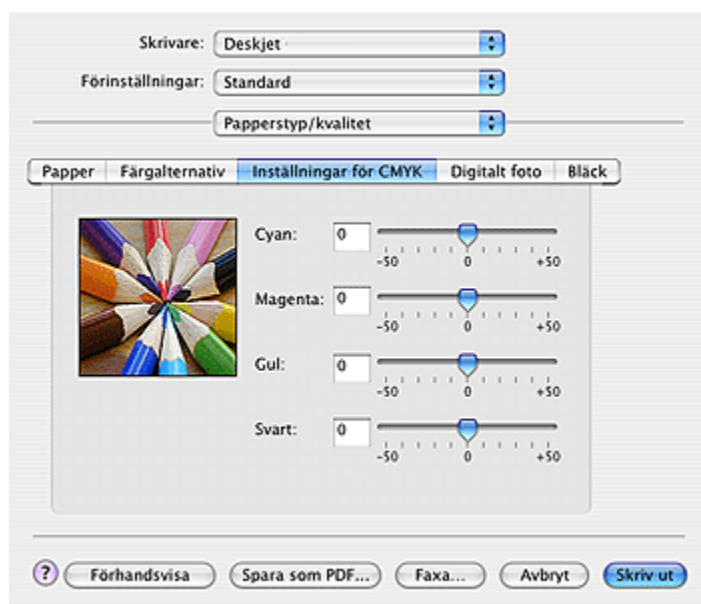 Skrivare: Deskjet
Förinställningar: Standard
Papperstyp/kvalitet
Papper Färgalternativ Inställningar för CMYK Digitalt foto Bläck
Cyan: 0
-50 0 +50
Magenta: 0
-50 0 +50
Gul: 0
-50 0 +50
Svart: 0
-50 0 +50
? Förhandsvisa Spara som PDF... Faxa... Avbryt Skriv ut